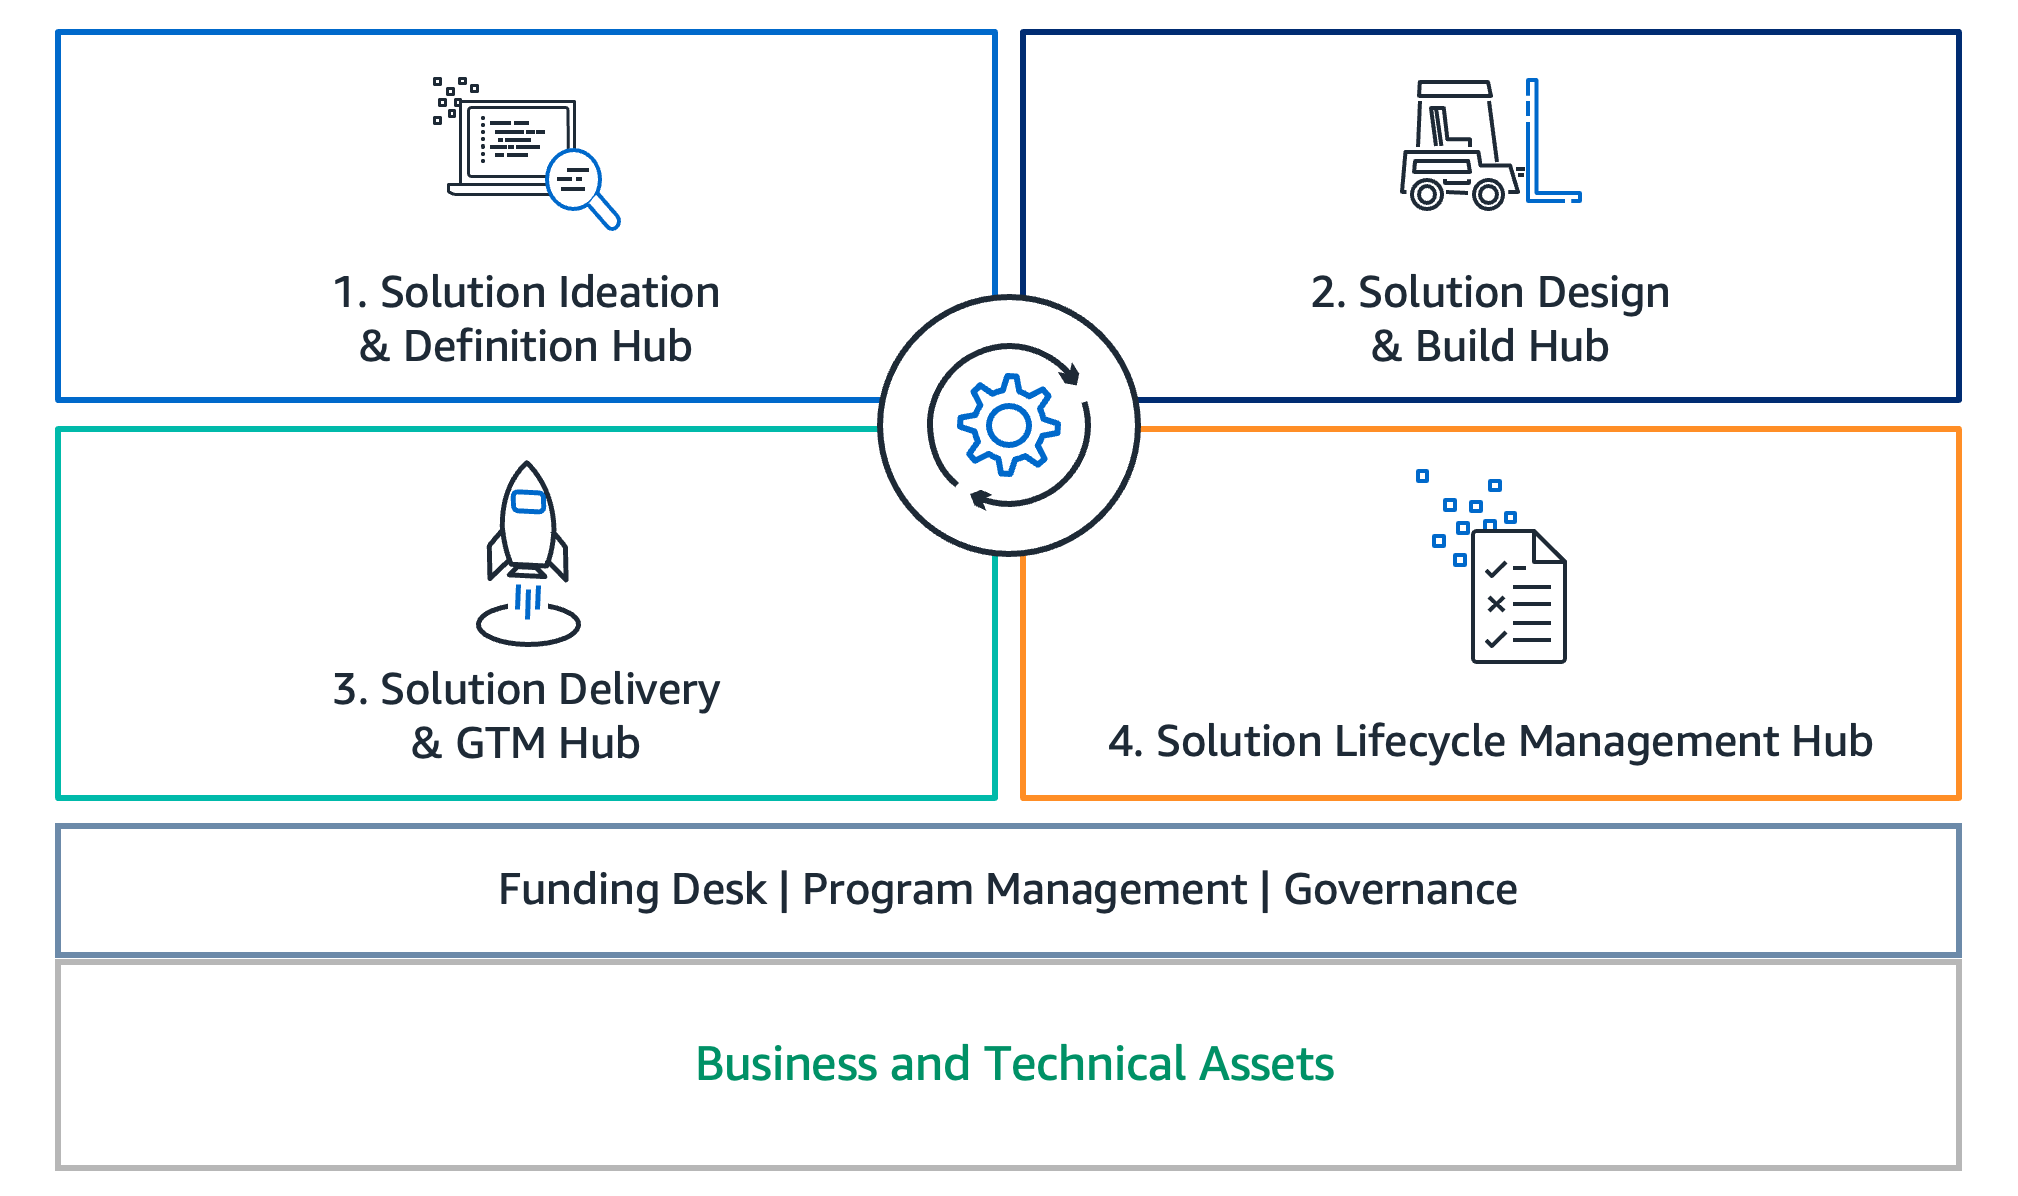 1. Solution Ideation
& Definition Hub
2. Solution Design
& Build Hub
3. Solution Delivery
& GTM Hub
4. Solution Lifecycle Management Hub
Funding Desk | Program Management | Governance
Business and Technical Assets